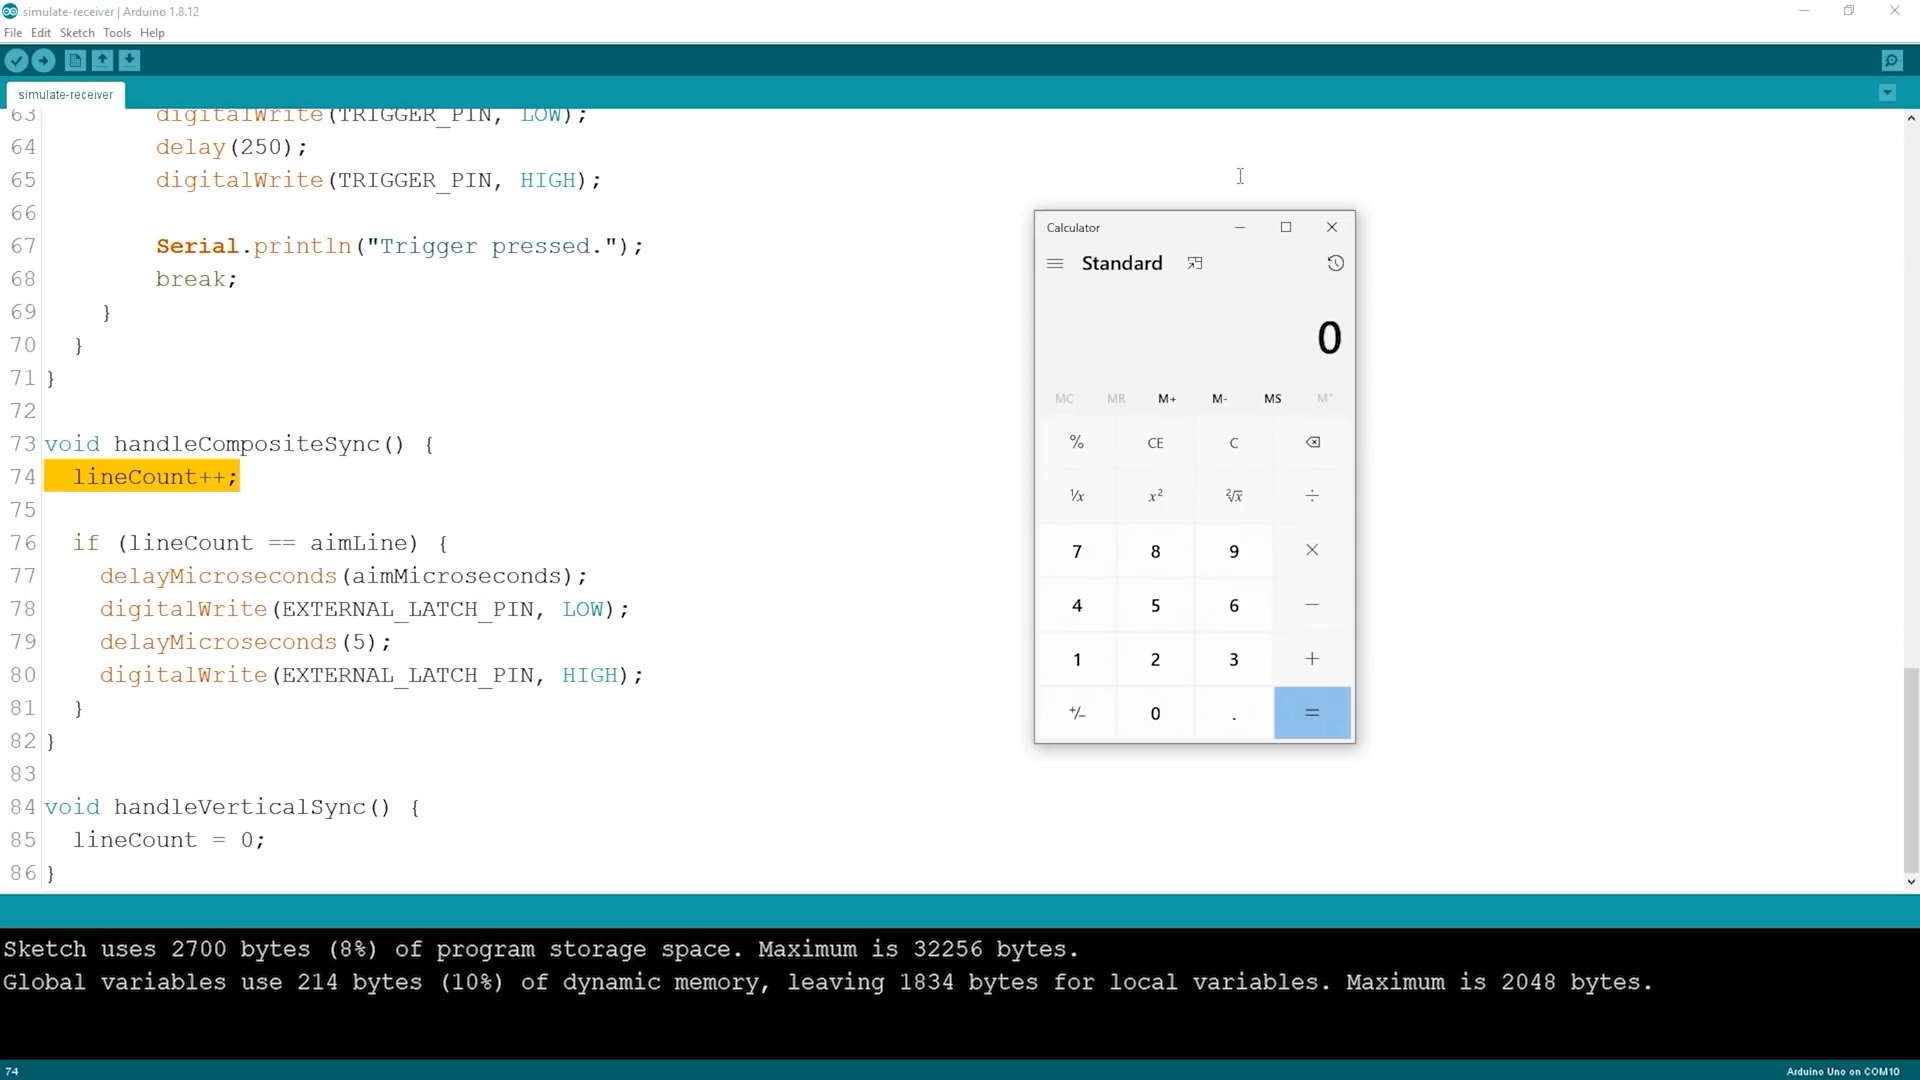 simulate-receiver | Arduino 1.8.12
File Edit Sketch Tools Help
simulate-receiver
63 digitalWrite(TRIGGER_PIN, LOW);
64 delay(250);
65 digitalWrite(TRIGGER_PIN, HIGH);
66
67 Serial.println("Trigger pressed.");
68 break;
69 }
70 }
71 }
72
73 void handleCompositeSync() {
74 lineCount++;
75
76 if (lineCount == aimLine) {
77 delayMicroseconds(aimMicroseconds);
78 digitalWrite(EXTERNAL_LATCH_PIN, LOW);
79 delayMicroseconds(5);
80 digitalWrite(EXTERNAL_LATCH_PIN, HIGH);
81 }
82 }
83
84 void handleVerticalSync() {
85 lineCount = 0;
86 }
Calculator
Standard
0
MC MR M+ M- MS M˅
% CE C
¹/x x² ²√x ÷
7 8 9 ×
4 5 6 −
1 2 3 +
+/− 0 . =
Sketch uses 2700 bytes (8%) of program storage space. Maximum is 32256 bytes.
Global variables use 214 bytes (10%) of dynamic memory, leaving 1834 bytes for local variables. Maximum is 2048 bytes.
74 Arduino Uno on COM10